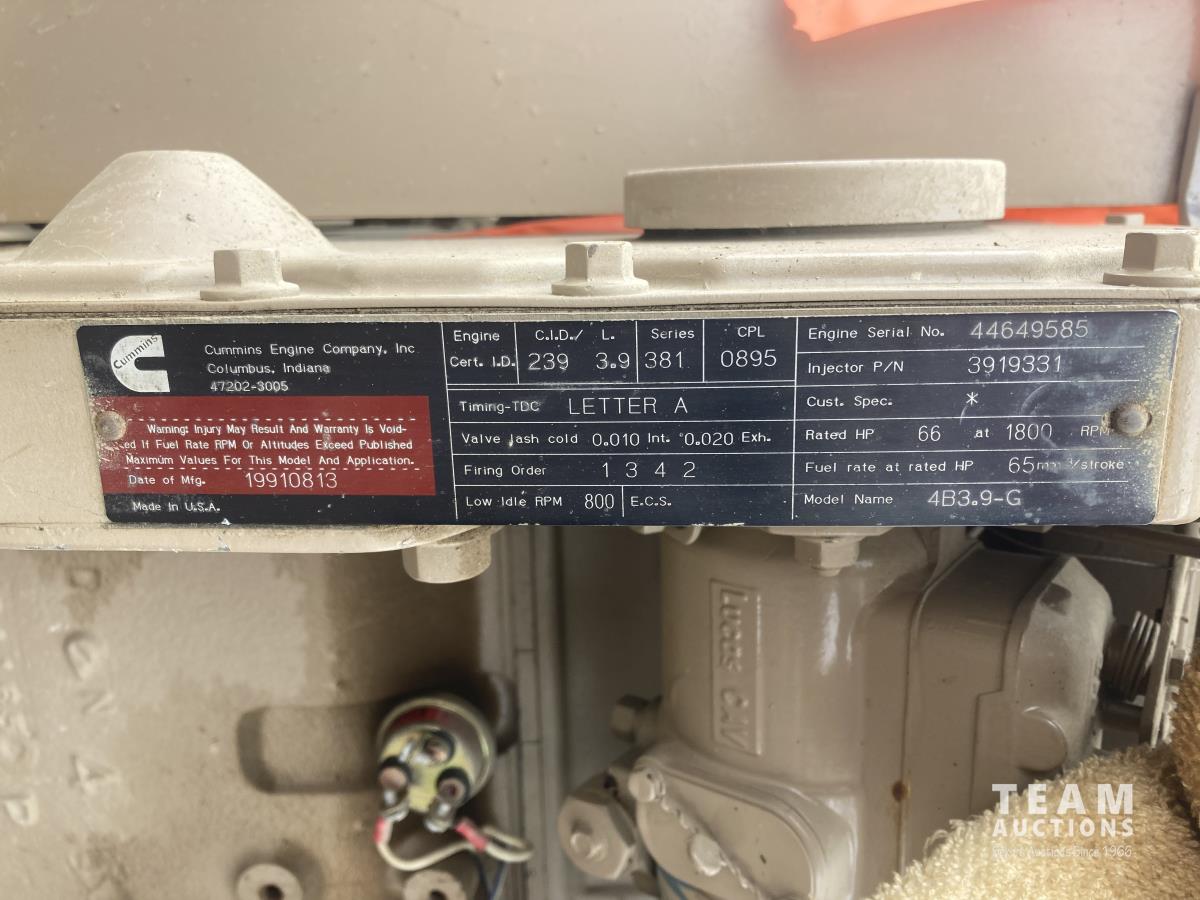 Cummins
Cummins Engine Company, Inc
Columbus, Indiana
47202-3005
Warning: Injury May Result And Warranty Is Void-
ed If Fuel Rate RPM Or Altitudes Exceed Published
Maximum Values For This Model And Application.
Date of Mfg. 19910813
Made In U.S.A.
Engine
Cert. I.D.
C.I.D./ L.
239 3.9
Series
381
CPL
0895
Timing-TDC LETTER A
Valve lash cold 0.010 Int. 0.020 Exh.
Firing Order 1 3 4 2
Low Idle RPM 800 E.C.S.
Engine Serial No. 44649585
Injector P/N 3919331
Cust. Spec. *
Rated HP 66 at 1800 RPM
Fuel rate at rated HP 65mm /stroke
Model Name 4B3.9-G
Lucas CAV
TEAM
AUCTIONS
Auctions Since 1966